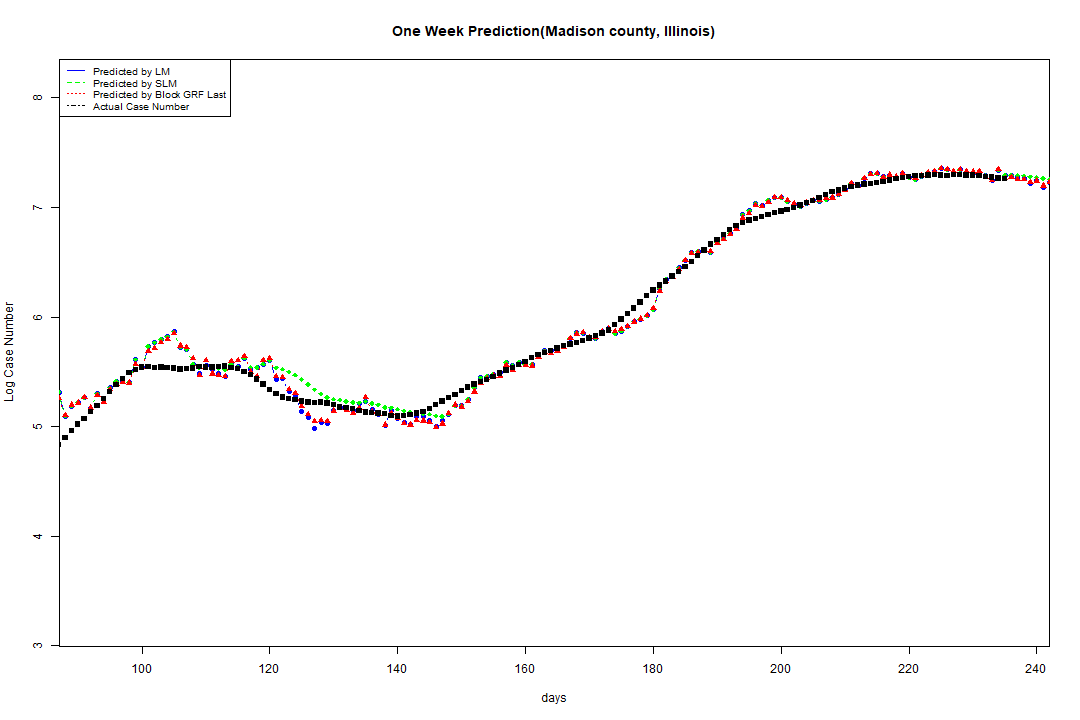 One Week Prediction(Madison county, Illinois)
Predicted by LM
Predicted by SLM
Predicted by Block GRF Last
Actual Case Number
Log Case Number
8
7
6
5
4
3
100 120 140 160 180 200 220 240
days